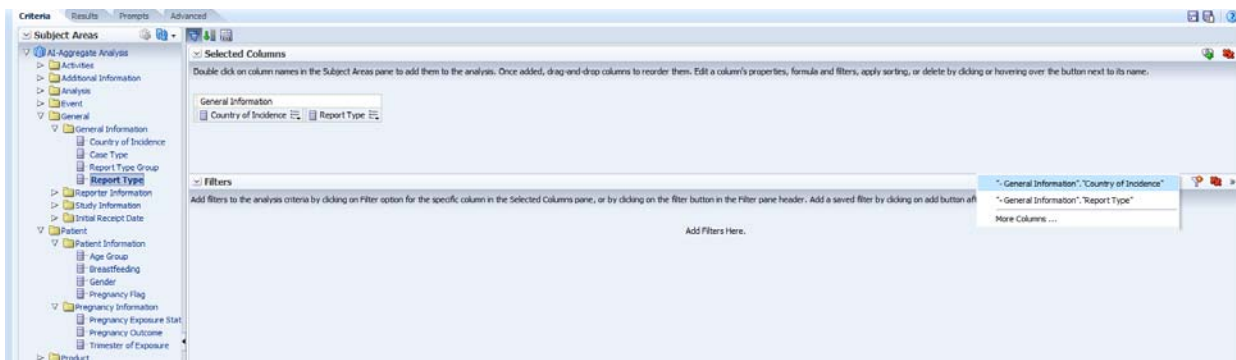 Criteria Results Prompts Advanced
Subject Areas
AI-Aggregate Analysis
Activities
Additional Information
Analysis
Event
General
General Information
Country of Incidence
Case Type
Report Type Group
Report Type
Reporter Information
Study Information
Initial Receipt Date
Patient
Patient Information
Age Group
Breastfeeding
Gender
Pregnancy Flag
Pregnancy Information
Pregnancy Exposure Stat
Pregnancy Outcome
Trimester of Exposure
Product
Selected Columns
Double click on column names in the Subject Areas pane to add them to the analysis. Once added, drag-and-drop columns to reorder them. Edit a column's properties, formula and filters, apply sorting, or delete by clicking or hovering over the button next to its name.
General Information
Country of Incidence Report Type
Filters
Add filters to the analysis criteria by clicking on Filter option for the specific column in the Selected Columns pane, or by clicking on the filter button in the Filter pane header. Add a saved filter by clicking on add button af
Add Filters Here.
"- General Information"."Country of Incidence"
"- General Information"."Report Type"
More Columns ...